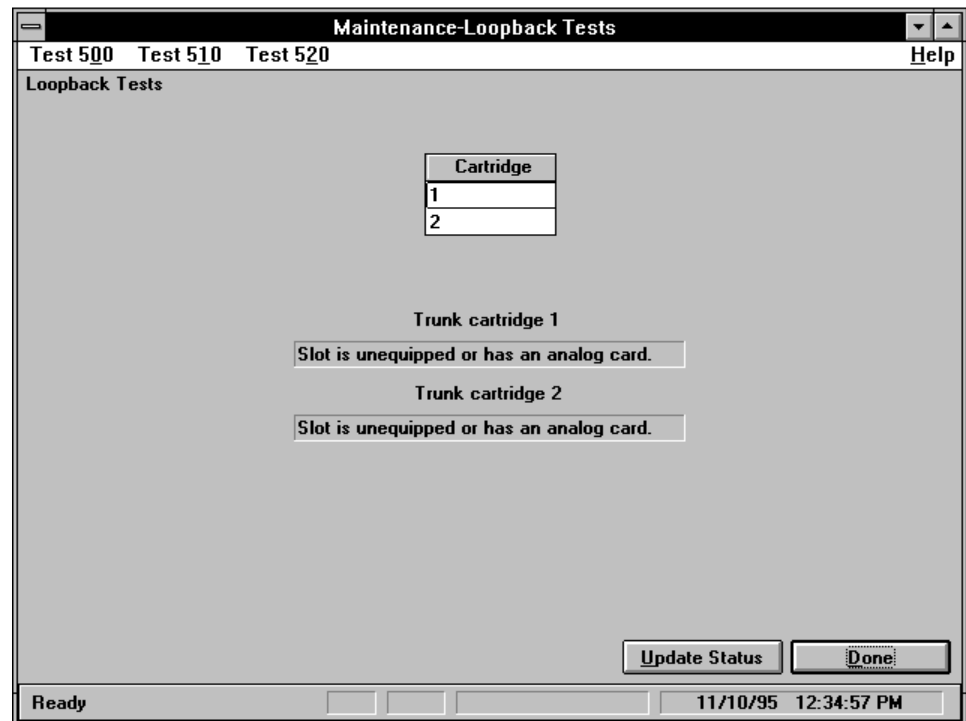 Maintenance-Loopback Tests
Test 500 Test 510 Test 520 Help
Loopback Tests
Cartridge
1
2
Trunk cartridge 1
Slot is unequipped or has an analog card.
Trunk cartridge 2
Slot is unequipped or has an analog card.
Update Status Done
Ready 11/10/95 12:34:57 PM